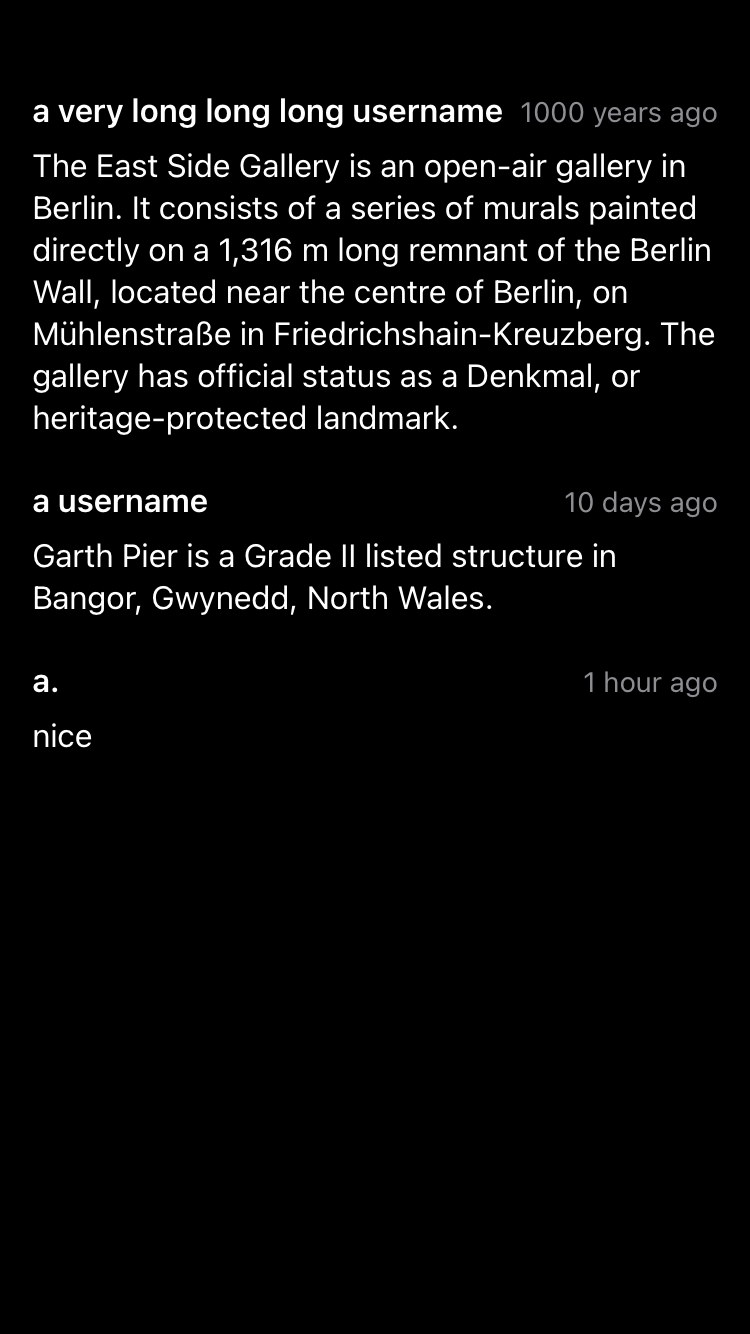 a very long long long username 1000 years ago
The East Side Gallery is an open-air gallery in
Berlin. It consists of a series of murals painted
directly on a 1,316 m long remnant of the Berlin
Wall, located near the centre of Berlin, on
Mühlenstraße in Friedrichshain-Kreuzberg. The
gallery has official status as a Denkmal, or
heritage-protected landmark.
a username 10 days ago
Garth Pier is a Grade II listed structure in
Bangor, Gwynedd, North Wales.
a. 1 hour ago
nice